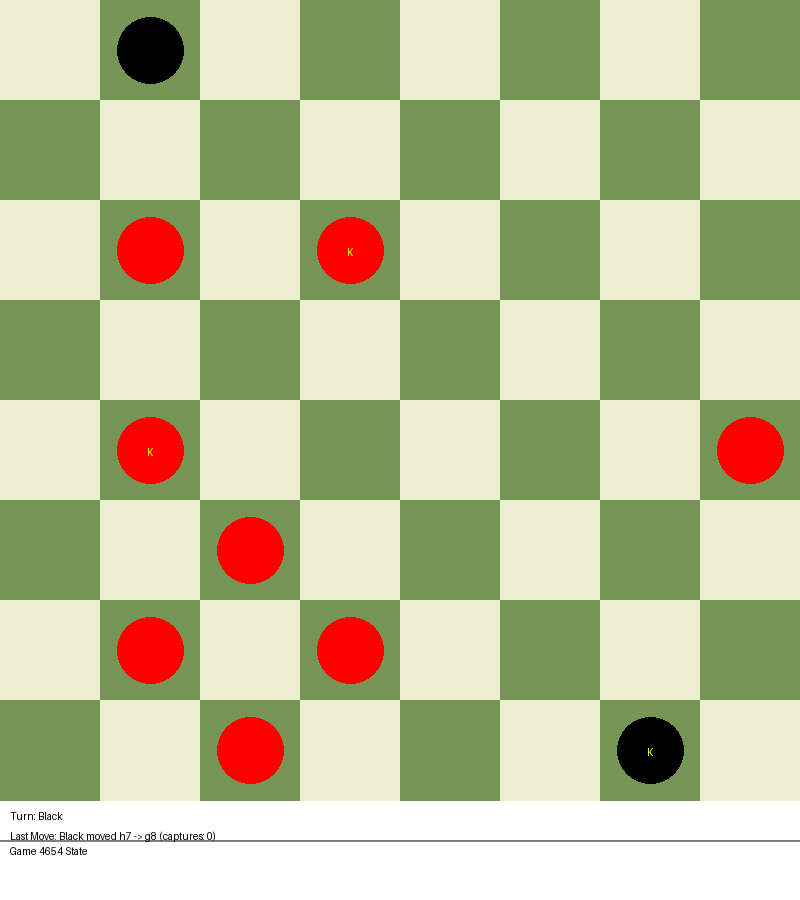 K
K
K
Turn: Black
Last Move: Black moved h7 -> g8 (captures: 0)
Game 4654 State